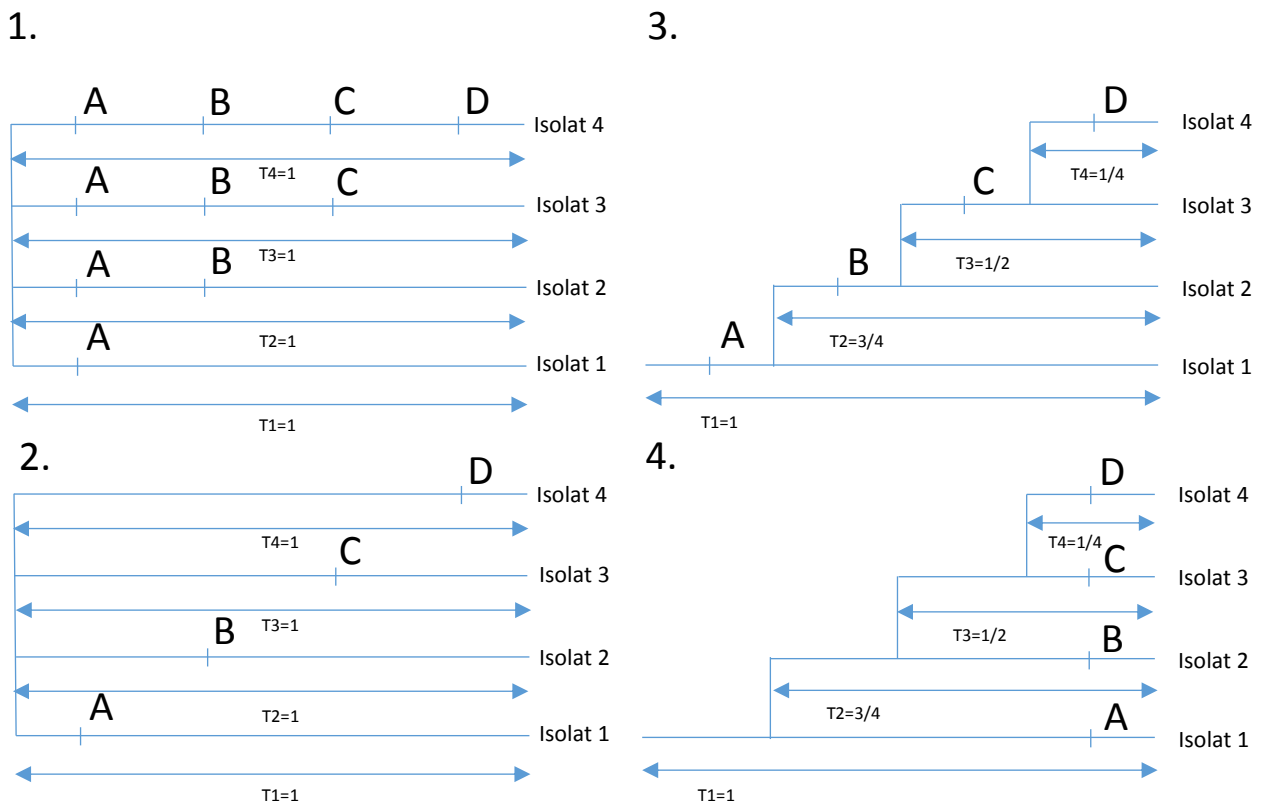 1.
A B C D
Isolat 4
T4=1
A B C
Isolat 3
T3=1
A B
Isolat 2
T2=1
A
Isolat 1
T1=1
2.
D
Isolat 4
T4=1
C
Isolat 3
T3=1
B
Isolat 2
T2=1
A
Isolat 1
T1=1
3.
D
Isolat 4
T4=1/4
C
Isolat 3
T3=1/2
B
Isolat 2
T2=3/4
A
Isolat 1
T1=1
4.
D
Isolat 4
T4=1/4
C
Isolat 3
T3=1/2
B
Isolat 2
T2=3/4
A
Isolat 1
T1=1